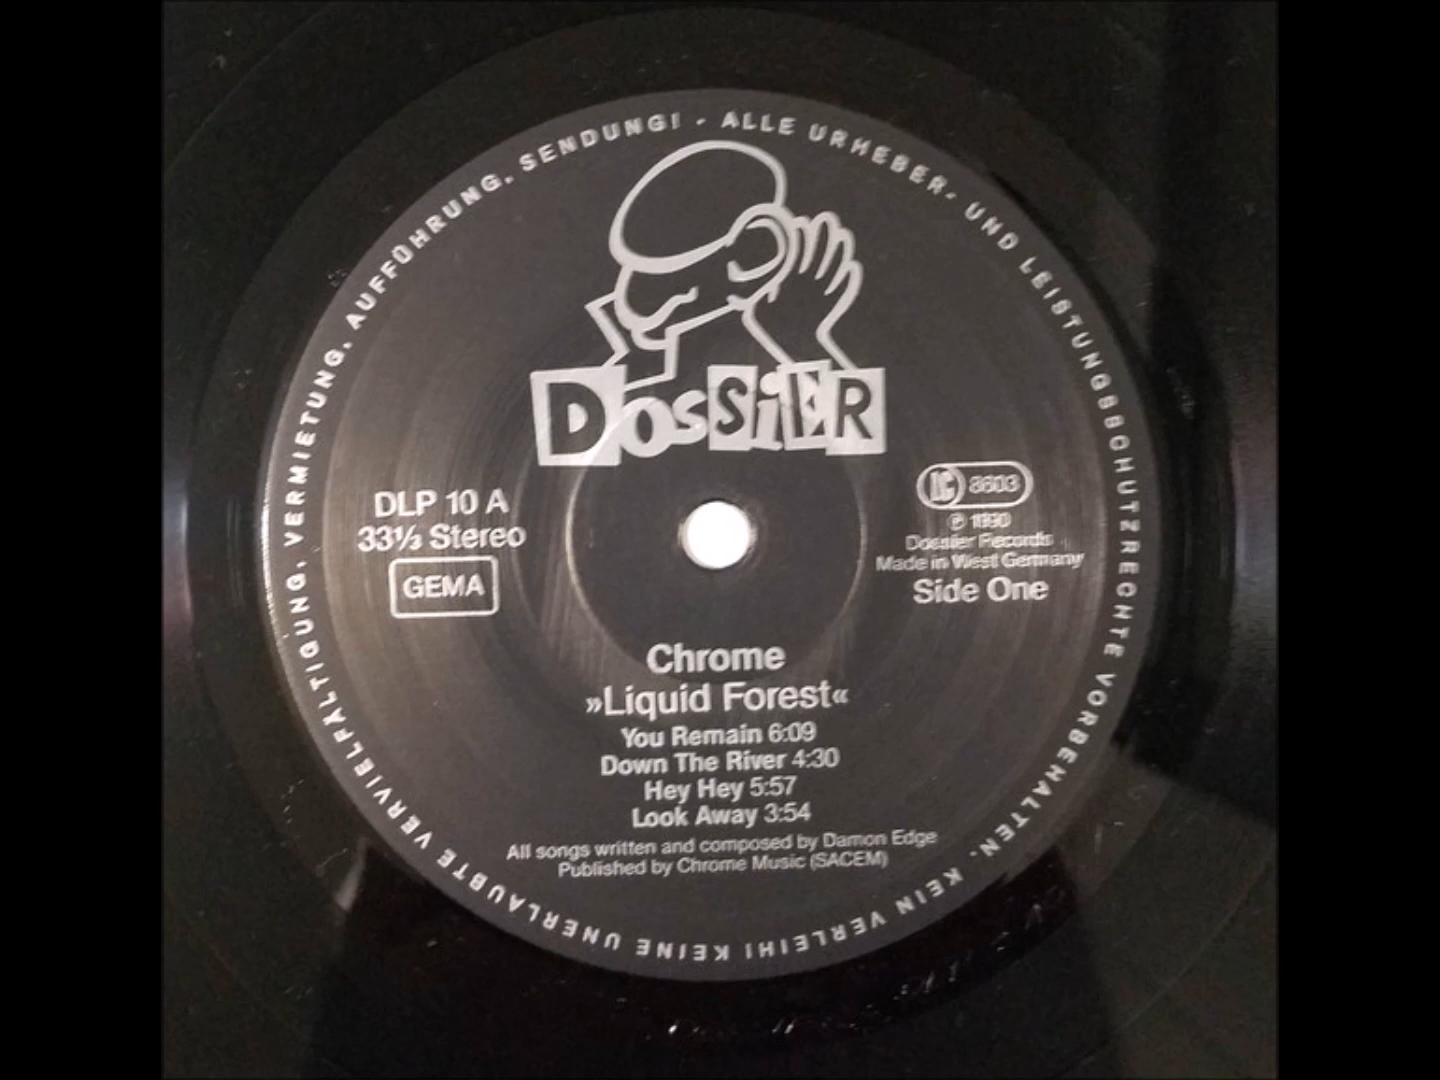 ALLE URHEBER- UND LEISTUNGSSCHUTZRECHTE VORBEHALTEN. KEIN VERLEIH! KEINE UNERLAUBTE VERVIELFÄLTIGUNG, VERMIETUNG, AUFFÜHRUNG, SENDUNG! -
DOSSiER
DLP 10 A
33⅓ Stereo
GEMA
LC 8603
℗ 1990
Dossier Records
Made in West Germany
Side One
Chrome
»Liquid Forest«
You Remain 6:09
Down The River 4:30
Hey Hey 5:57
Look Away 3:54
All songs written and composed by Damon Edge
Published by Chrome Music (SACEM)